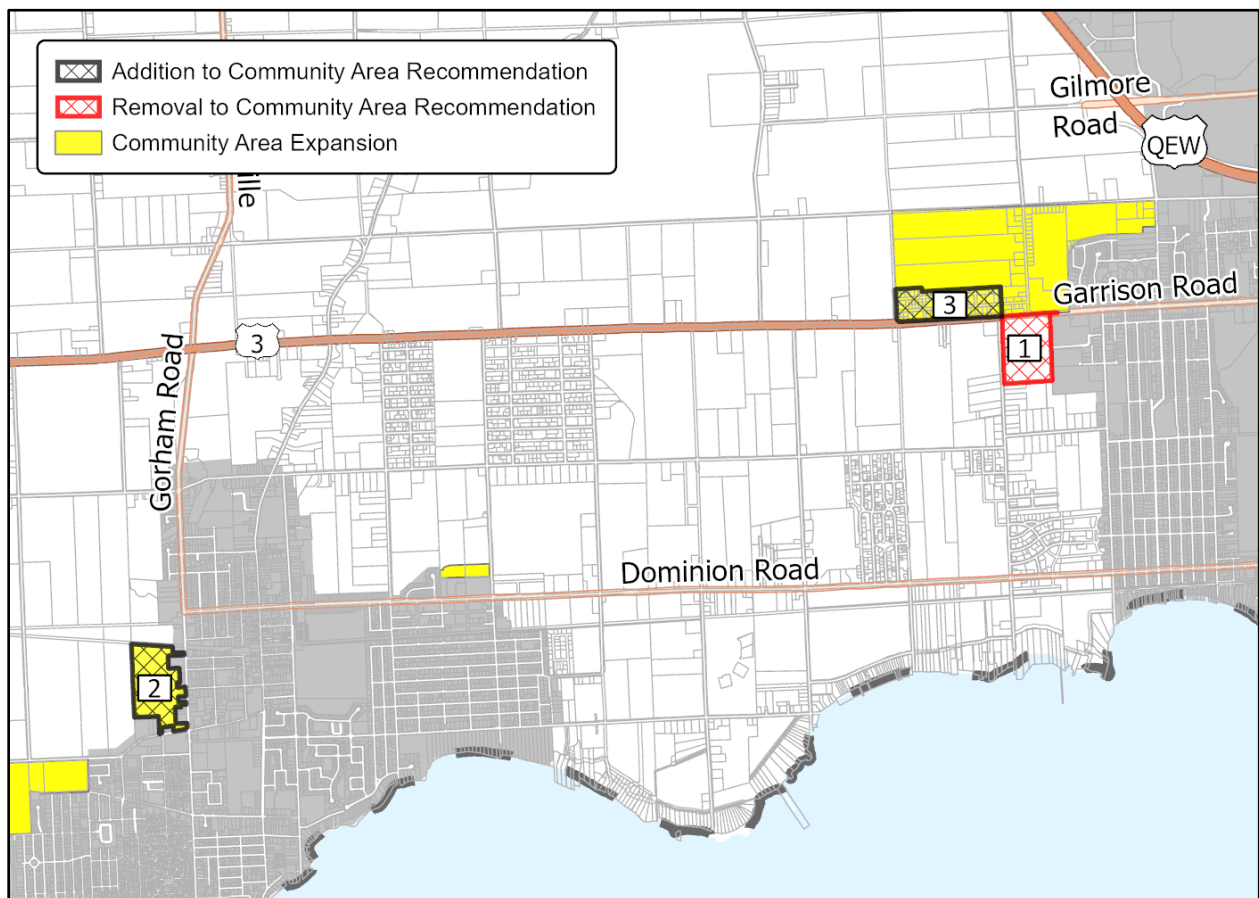 Addition to Community Area Recommendation
Removal to Community Area Recommendation
Community Area Expansion
Gilmore
Road
QEW
ille
Garrison Road
3
3
1
Gorham Road
Dominion Road
2